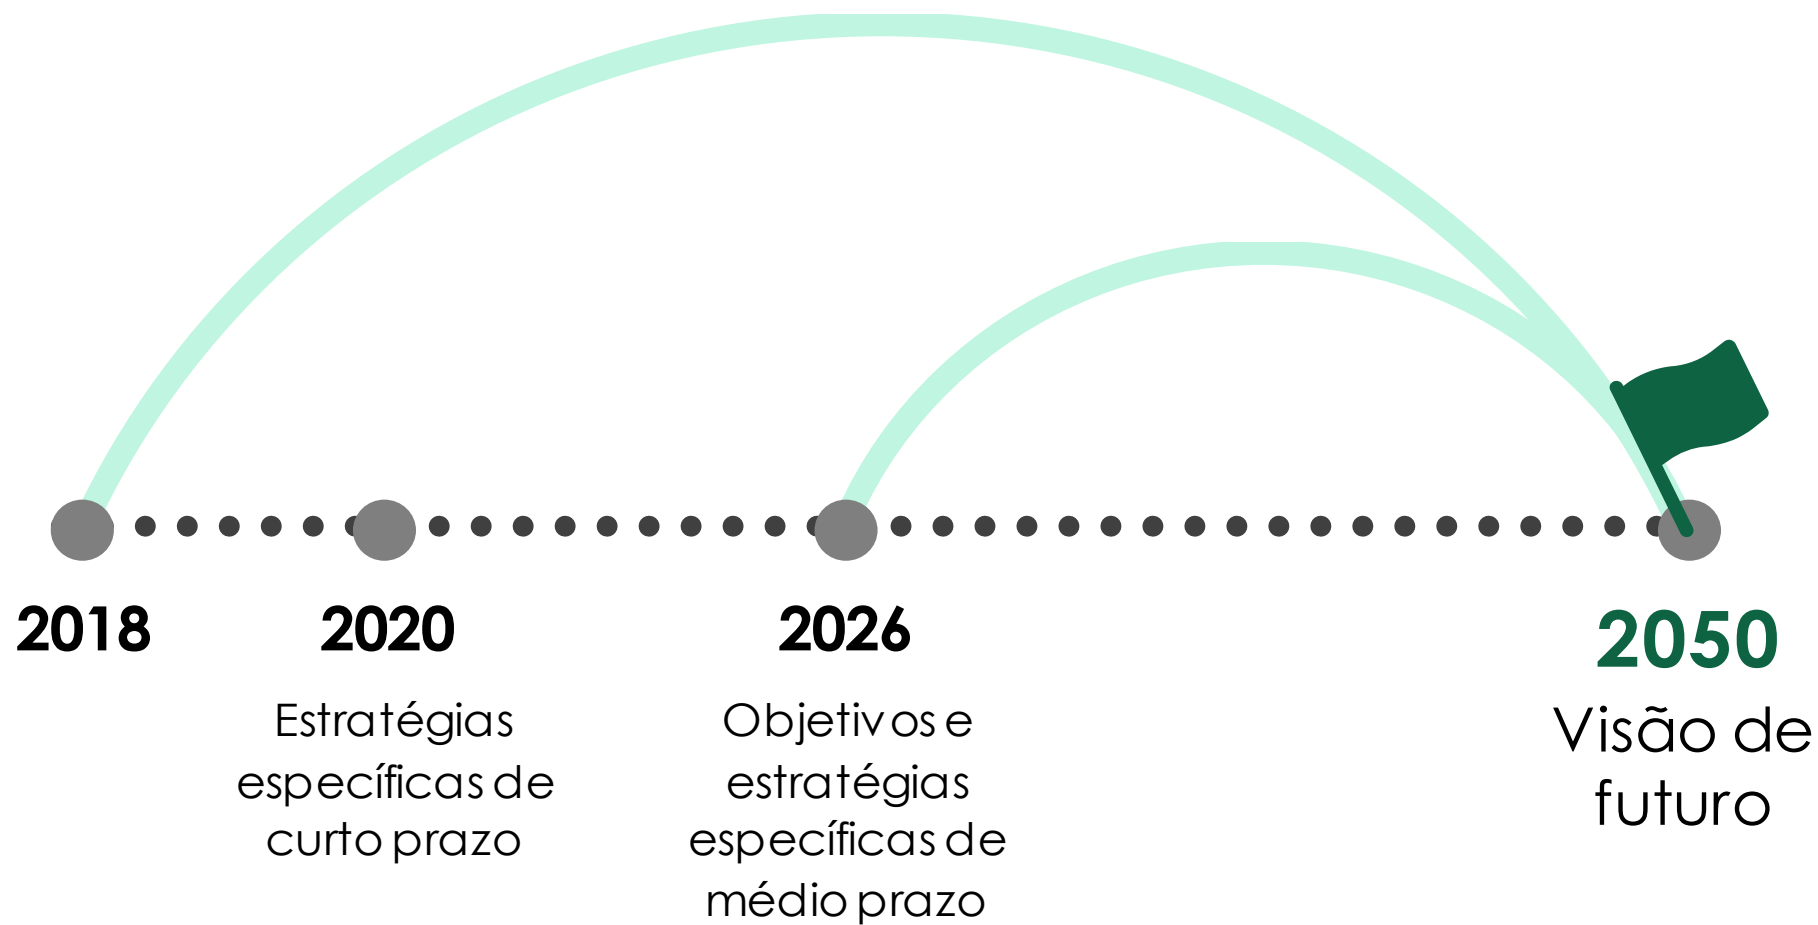 2018
2020
Estratégias
específicas de
curto prazo
2026
Objetivos e
estratégias
específicas de
médio prazo
2050
Visão de
futuro